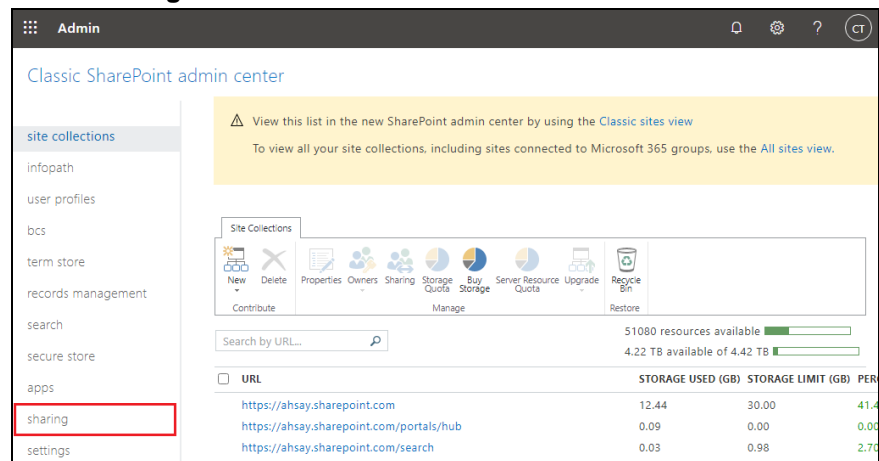 Admin
?
CT
Classic SharePoint admin center
site collections
infopath
user profiles
bcs
term store
records management
search
secure store
apps
sharing
settings
View this list in the new SharePoint admin center by using the Classic sites view
To view all your site collections, including sites connected to Microsoft 365 groups, use the All sites view.
Site Collections
New Delete Properties Owners Sharing Storage Quota Buy Storage Server Resource Quota Upgrade Recycle Bin
Contribute Manage Restore
Search by URL...
51080 resources available
4.22 TB available of 4.42 TB
URL STORAGE USED (GB) STORAGE LIMIT (GB)
https://ahsay.sharepoint.com 12.44 30.00 41.4
https://ahsay.sharepoint.com/portals/hub 0.09 0.00 0.00
https://ahsay.sharepoint.com/search 0.03 0.98 2.70